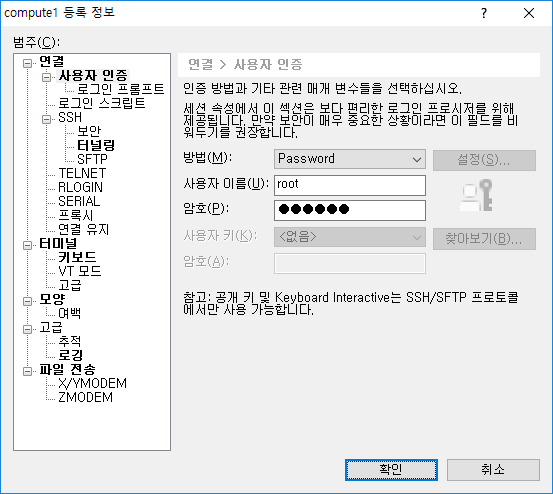 compute1 등록 정보
?
범주(C):
연결
사용자 인증
로그인 프롬프트
로그인 스크립트
SSH
보안
터널링
SFTP
TELNET
RLOGIN
SERIAL
프록시
연결 유지
터미널
키보드
VT 모드
고급
모양
여백
고급
추적
로깅
파일 전송
X/YMODEM
ZMODEM
연결 > 사용자 인증
인증 방법과 기타 관련 매개 변수들을 선택하십시오.
세션 속성에서 이 섹션은 보다 편리한 로그인 프로시저를 위해
제공됩니다. 만약 보안이 매우 중요한 상황이라면 이 필드를 비
워두기를 권장합니다.
방법(M): Password 설정(S)...
사용자 이름(U): root
암호(P): ●●●●●●
사용자 키(K): <없음> 찾아보기(B)...
암호(A):
참고: 공개 키 및 Keyboard Interactive는 SSH/SFTP 프로토콜
에서만 사용 가능합니다.
확인 취소